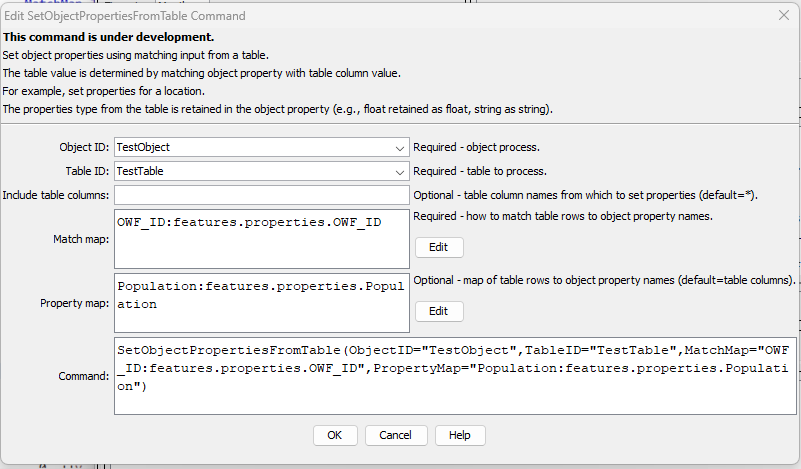 Edit SetObjectPropertiesFromTable Command
This command is under development.
Set object properties using matching input from a table.
The table value is determined by matching object property with table column value.
For example, set properties for a location.
The properties type from the table is retained in the object property (e.g., float retained as float, string as string).
Object ID: TestObject Required - object process.
Table ID: TestTable Required - table to process.
Include table columns: Optional - table column names from which to set properties (default=*).
Match map: OWF_ID:features.properties.OWF_ID Required - how to match table rows to object property names.
Edit
Property map: Population:features.properties.Popul Optional - map of table rows to object property names (default=table columns).
ation
Edit
Command: SetObjectPropertiesFromTable(ObjectID="TestObject",TableID="TestTable",MatchMap="OWF
_ID:features.properties.OWF_ID",PropertyMap="Population:features.properties.Populati
on")
OK Cancel Help